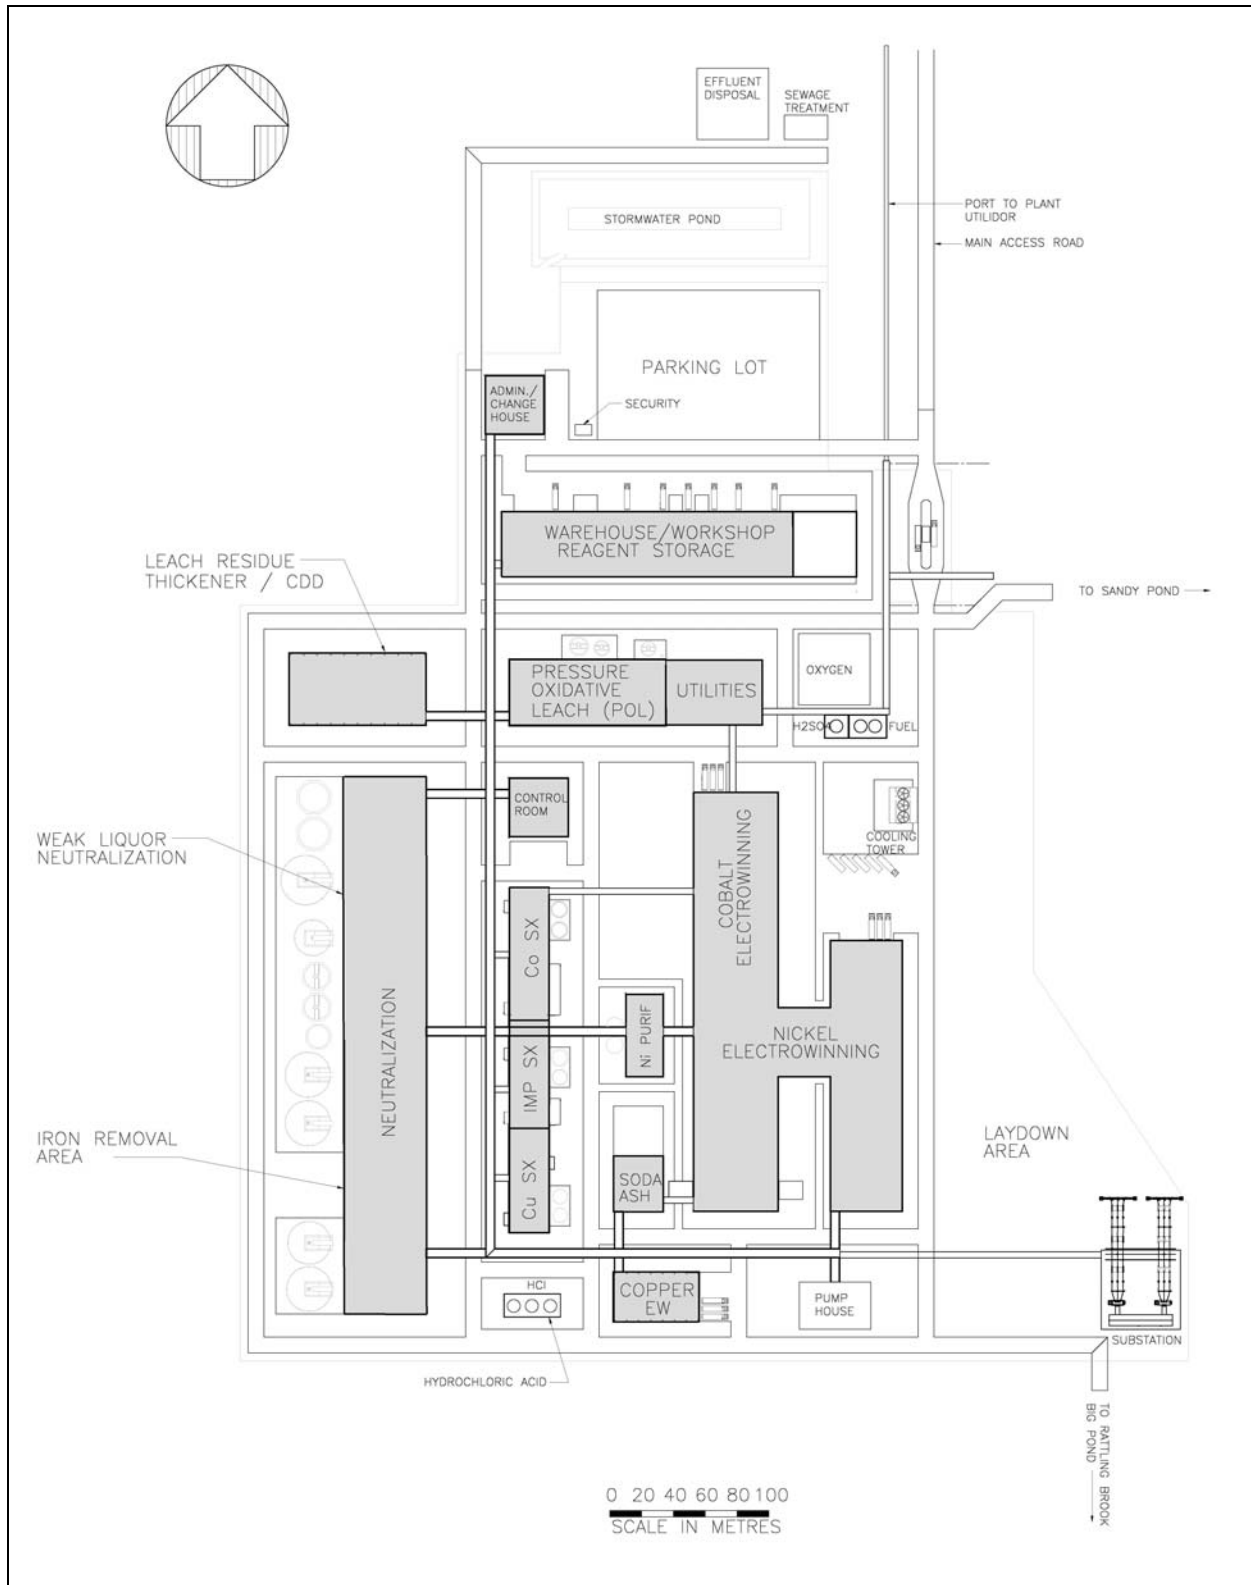 EFFLUENT
DISPOSAL
SEWAGE
TREATMENT
PORT TO PLANT
UTILIDOR
STORMWATER POND
MAIN ACCESS ROAD
PARKING LOT
ADMIN./
CHANGE
HOUSE
SECURITY
WAREHOUSE/WORKSHOP
REAGENT STORAGE
LEACH RESIDUE
THICKENER / CDD
TO SANDY POND
PRESSURE
OXIDATIVE
LEACH (POL)
UTILITIES
OXYGEN
H2SO4
FUEL
CONTROL
ROOM
COOLING
TOWER
WEAK LIQUOR
NEUTRALIZATION
COBALT
ELECTROWINNING
Co SX
NEUTRALIZATION
Ni PURIF
NICKEL
ELECTROWINNING
IMP SX
IRON REMOVAL
AREA
LAYDOWN
AREA
Cu SX
SODA
ASH
HCl
COPPER
EW
PUMP
HOUSE
SUBSTATION
HYDROCHLORIC ACID
TO RATTLING BROOK
BIG POND
0 20 40 60 80 100
SCALE IN METRES